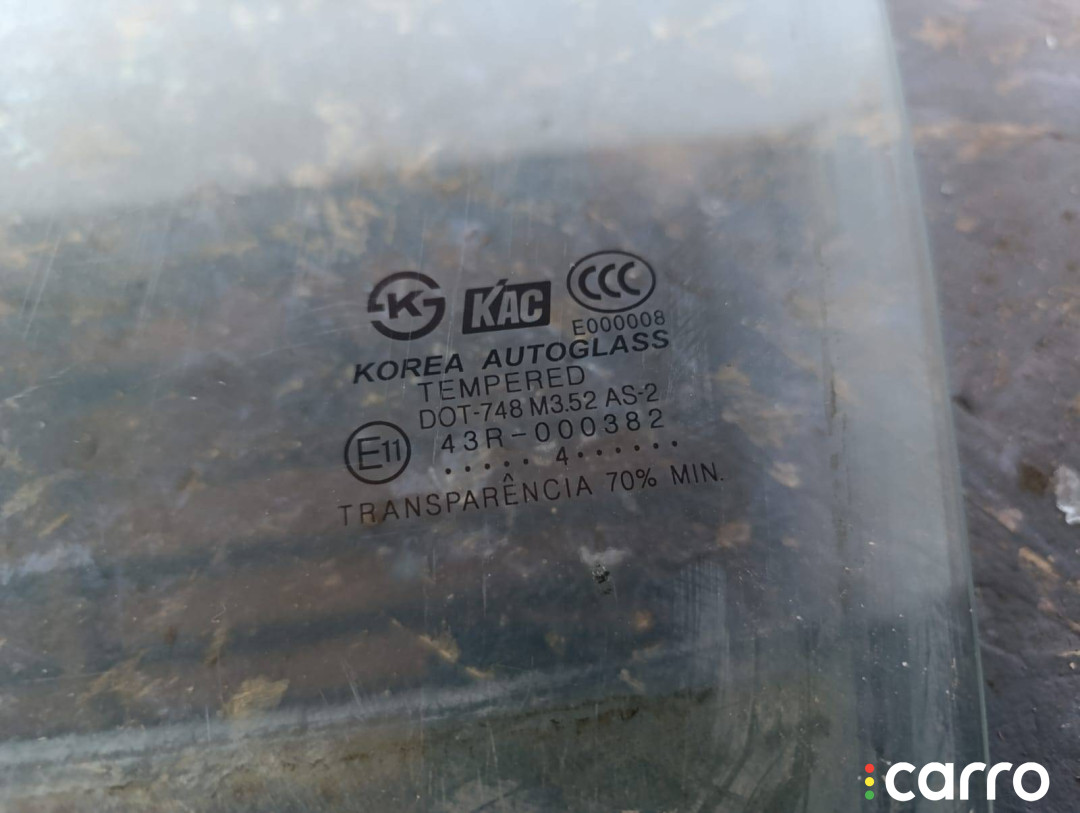 K KAC CCC
E000008
KOREA AUTOGLASS
TEMPERED
DOT-748 M3.52 AS-2
E11 43R-000382
. . . . . 4 . . . . . .
TRANSPARÊNCIA 70% MIN.
carro